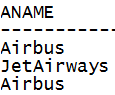 ANAME
------------
Airbus
JetAirways
Airbus